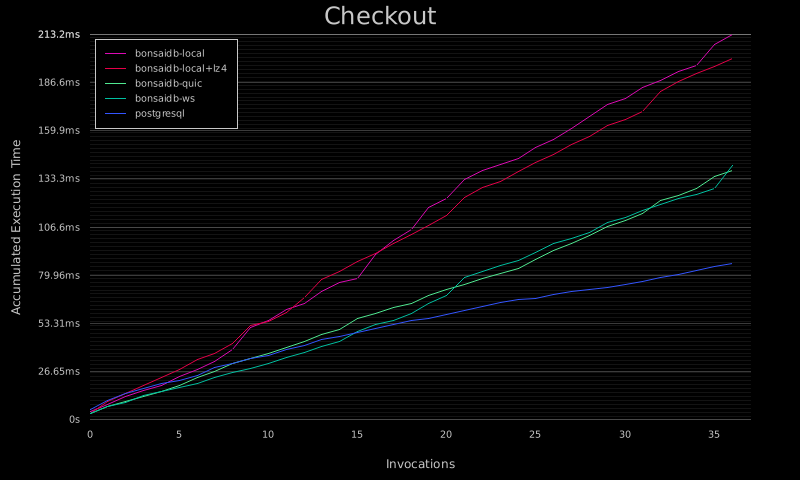 Checkout
213.2ms
186.6ms
159.9ms
133.3ms
106.6ms
79.96ms
53.31ms
26.65ms
0s
bonsaidb-local
bonsaidb-local+lz4
bonsaidb-quic
bonsaidb-ws
postgresql
Accumulated Execution Time
0 5 10 15 20 25 30 35
Invocations